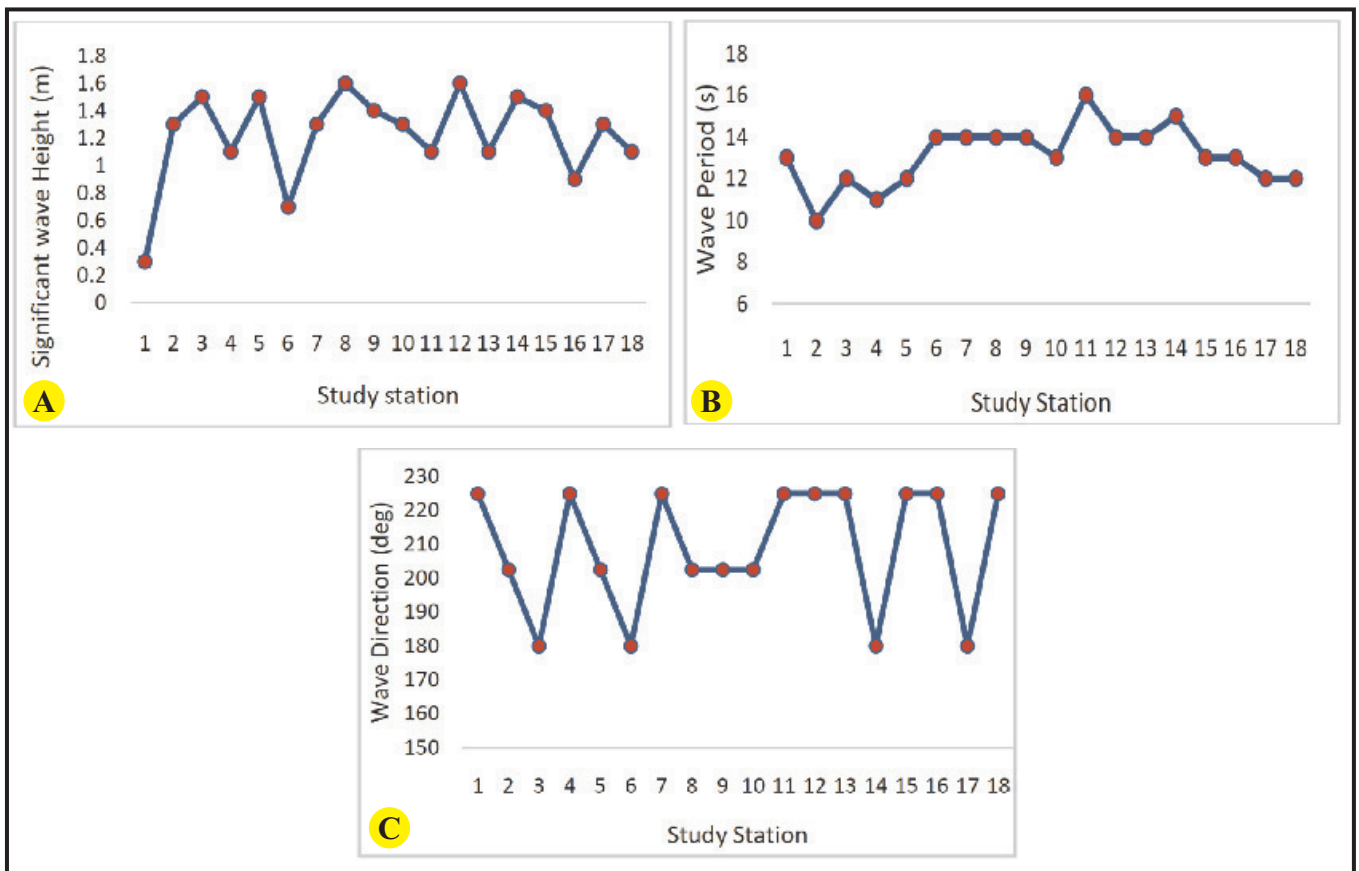 Significant wave Height (m)
1.8
1.6
1.4
1.2
1
0.8
0.6
0.4
0.2
0
1 2 3 4 5 6 7 8 9 10 11 12 13 14 15 16 17 18
Study station
A
Wave Period (s)
18
16
14
12
10
8
6
1 2 3 4 5 6 7 8 9 10 11 12 13 14 15 16 17 18
Study Station
B
Wave Direction (deg)
230
220
210
200
190
180
170
160
150
1 2 3 4 5 6 7 8 9 10 11 12 13 14 15 16 17 18
Study Station
C